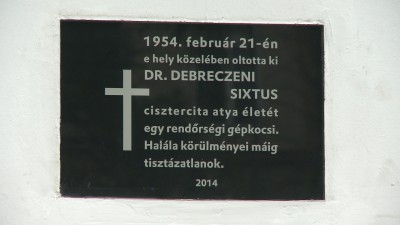 1954. február 21-én
e hely közelében oltotta ki
DR. DEBRECZENI
SIXTUS
cisztercita atya életét
egy rendőrségi gépkocsi.
Halála körülményei máig
tisztázatlanok.
2014